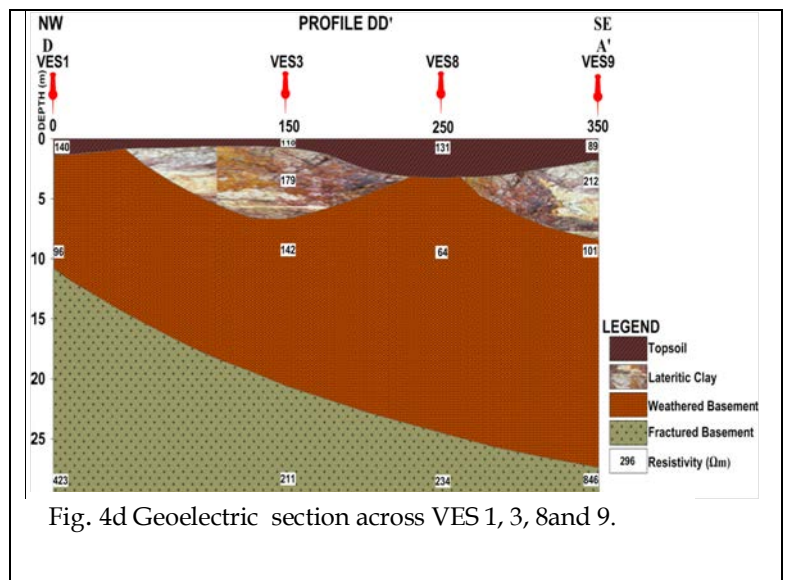 NW PROFILE DD' SE
D A'
VES1 VES3 VES8 VES9
DEPTH (m)
0 150 250 350
0
140 131 89
179 212
5
96 142 64 101
10
15
20
25
423 211 234 846
LEGEND
Topsoil
Lateritic Clay
Weathered Basement
Fractured Basement
296 Resistivity (Ωm)
Fig. 4d Geoelectric section across VES 1, 3, 8and 9.